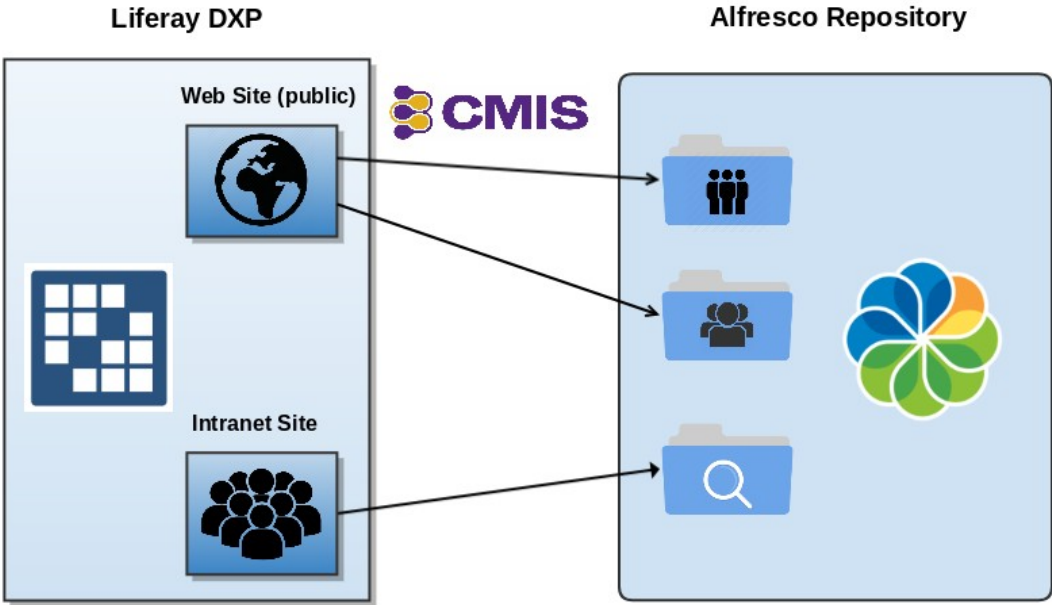 Liferay DXP
Alfresco Repository
Web Site (public)
CMIS
Intranet Site